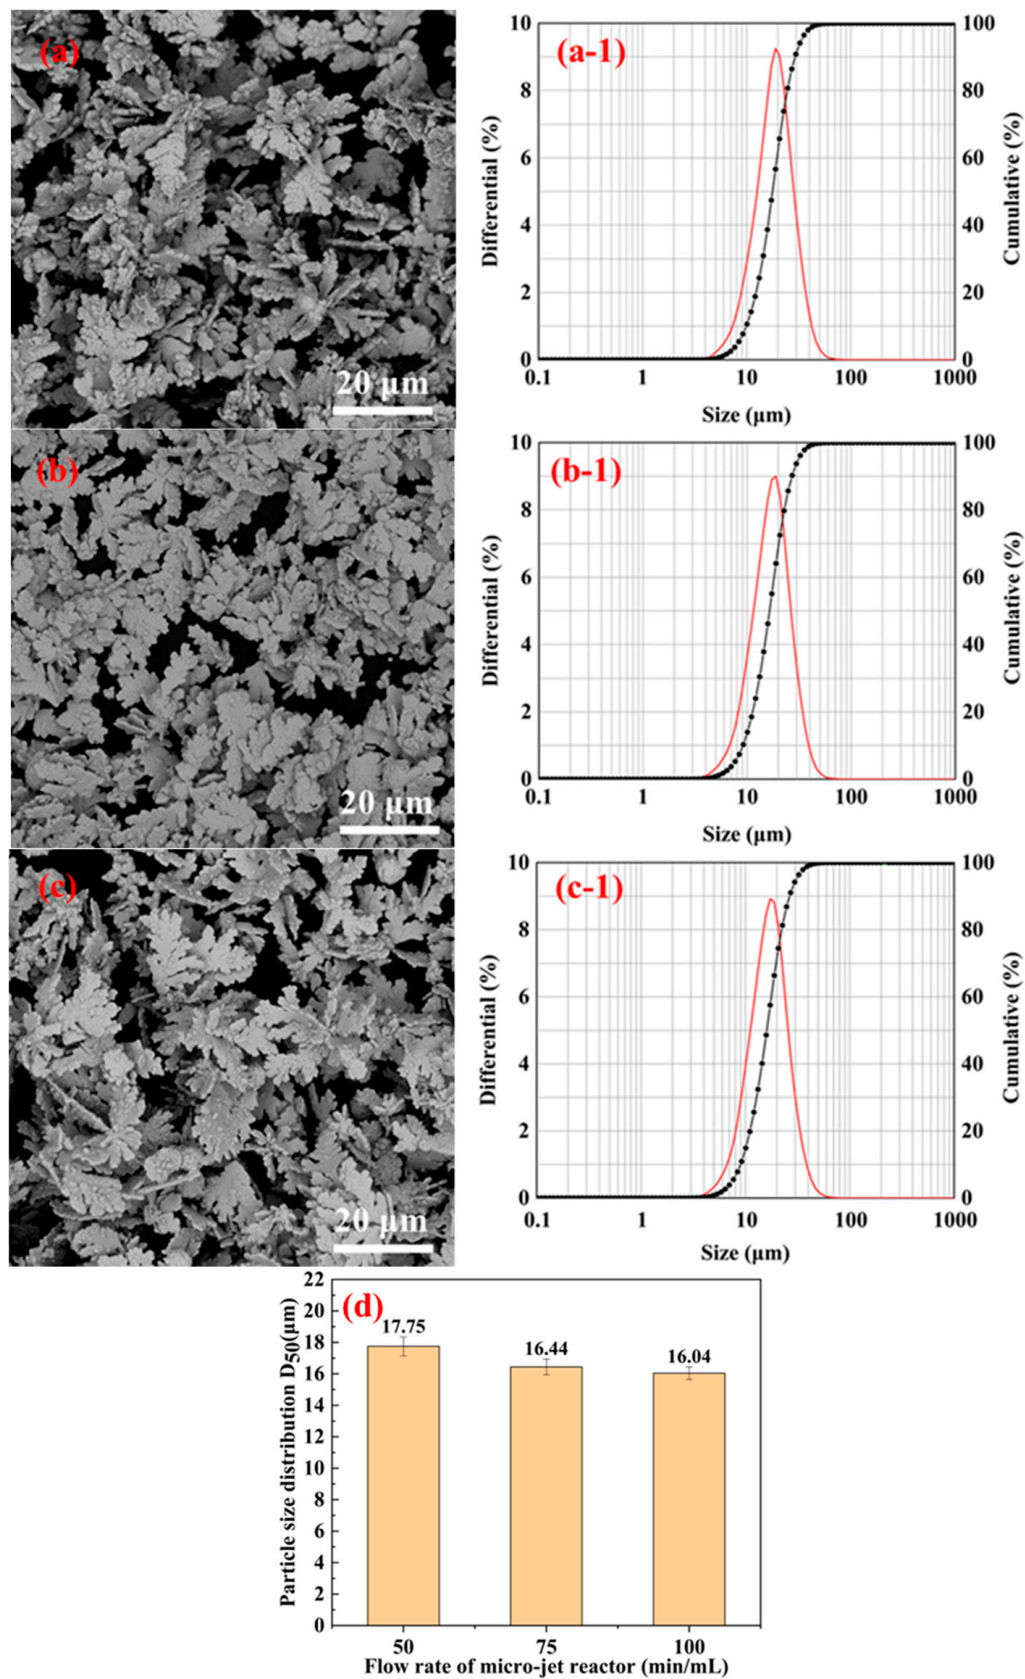 (a)
20 μm
(a-1)
Differential (%)
10
8
6
4
2
0
Cumulative (%)
100
80
60
40
20
0
0.1 1 10 100 1000
Size (μm)
(b)
20 μm
(b-1)
Differential (%)
10
8
6
4
2
0
Cumulative (%)
100
80
60
40
20
0
0.1 1 10 100 1000
Size (μm)
(c)
20 μm
(c-1)
Differential (%)
10
8
6
4
2
0
Cumulative (%)
100
80
60
40
20
0
0.1 1 10 100 1000
Size (μm)
(d)
Particle size distribution D50(μm)
22
20
18
16
14
12
10
8
6
4
2
0
17.75
16.44
16.04
50 75 100
Flow rate of micro-jet reactor (min/mL)